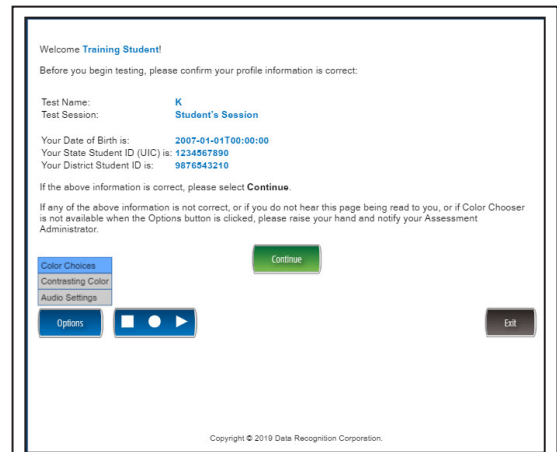 Welcome Training Student!
Before you begin testing, please confirm your profile information is correct:
Test Name: K
Test Session: Student's Session
Your Date of Birth is: 2007-01-01T00:00:00
Your State Student ID (UIC) is: 1234567890
Your District Student ID is: 9876543210
If the above information is correct, please select Continue.
If any of the above information is not correct, or if you do not hear this page being read to you, or if Color Chooser
is not available when the Options button is clicked, please raise your hand and notify your Assessment
Administrator.
Continue
Color Choices
Contrasting Color
Audio Settings
Options
Exit
Copyright © 2019 Data Recognition Corporation.